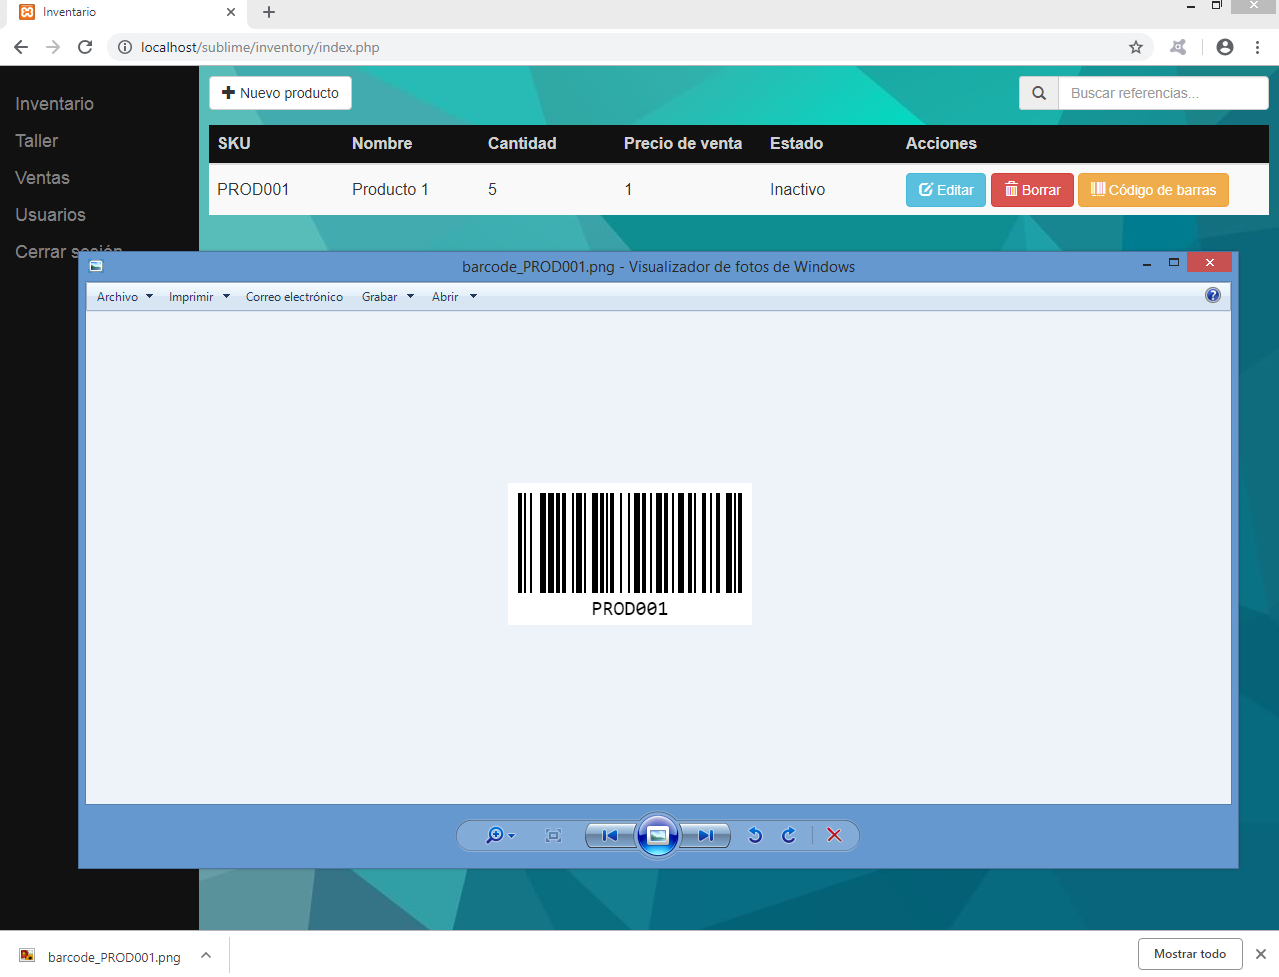 Inventario
localhost/sublime/inventory/index.php
Inventario
Taller
Ventas
Usuarios
Cerrar sesión
Nuevo producto
Buscar referencias...
SKU Nombre Cantidad Precio de venta Estado Acciones
PROD001 Producto 1 5 1 Inactivo Editar Borrar Código de barras
barcode_PROD001.png - Visualizador de fotos de Windows
Archivo Imprimir Correo electrónico Grabar Abrir
PROD001
barcode_PROD001.png
Mostrar todo